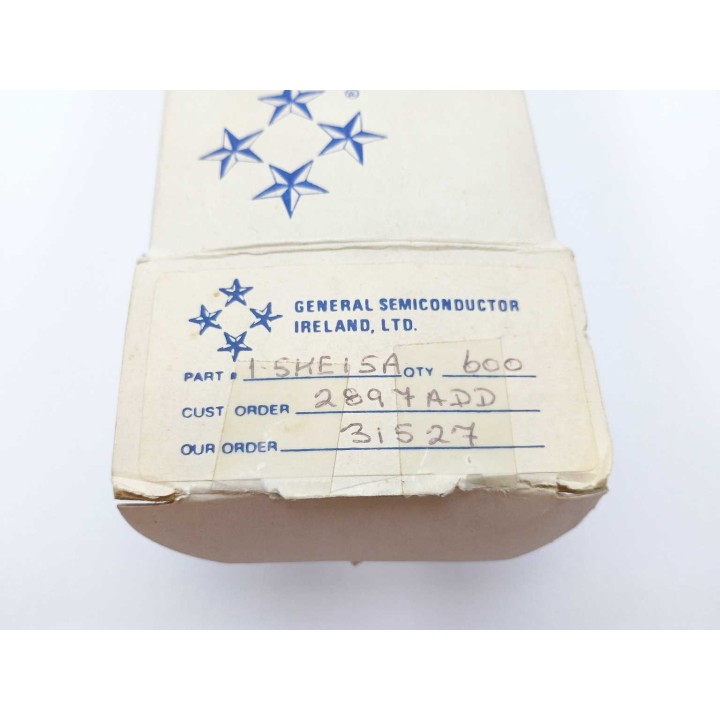 ®
GENERAL SEMICONDUCTOR
IRELAND, LTD.
PART # 1.5KE15A QTY 600
CUST ORDER 2897ADD
OUR ORDER 31527